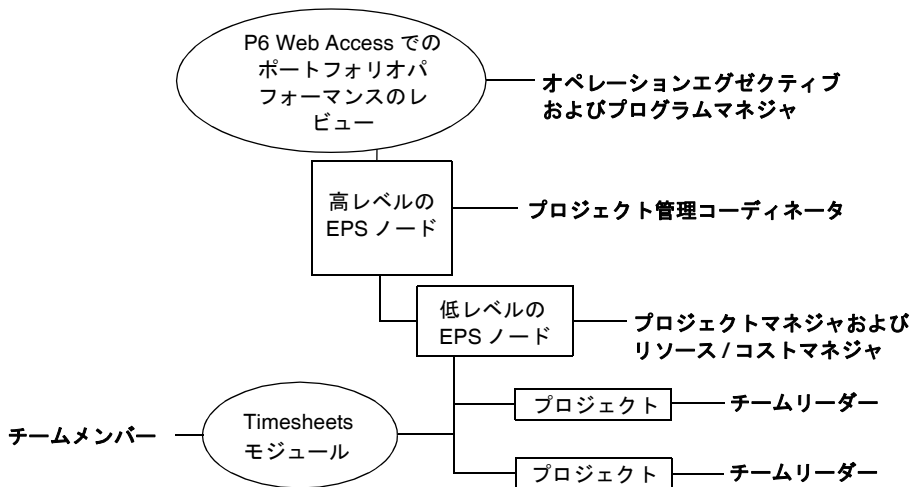 P6 Web Access での
ポートフォリオパ
フォーマンスのレ
ビュー
オペレーションエグゼクティブ
およびプログラムマネジャ
高レベルの
EPS ノード
プロジェクト管理コーディネータ
低レベルの
EPS ノード
プロジェクトマネジャおよび
リソース / コストマネジャ
プロジェクト
チームリーダー
チームメンバー
Timesheets
モジュール
プロジェクト
チームリーダー